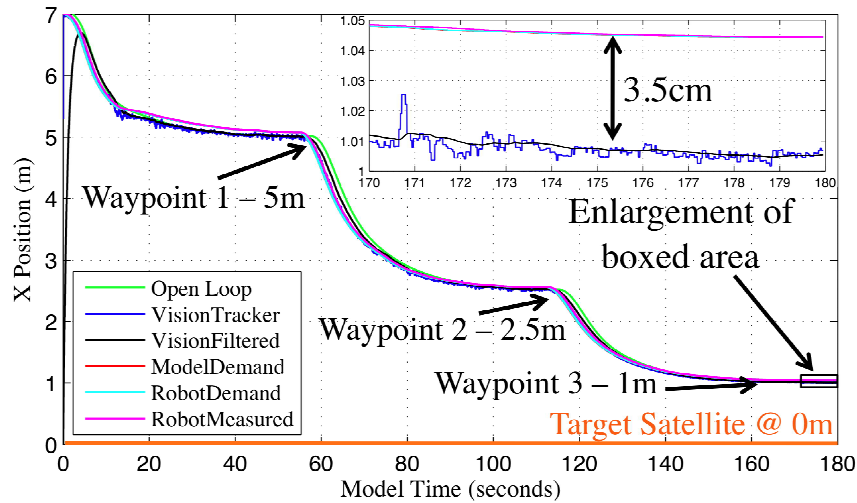 7
6
5
4
3
2
1
0
X Position (m)
0 20 40 60 80 100 120 140 160 180
Model Time (seconds)
1.05
1.04
1.03
1.02
1.01
1
170 171 172 173 174 175 176 177 178 179 180
3.5cm
Waypoint 1 – 5m
Enlargement of
boxed area
Waypoint 2 – 2.5m
Waypoint 3 – 1m
Target Satellite @ 0m
Open Loop
VisionTracker
VisionFiltered
ModelDemand
RobotDemand
RobotMeasured